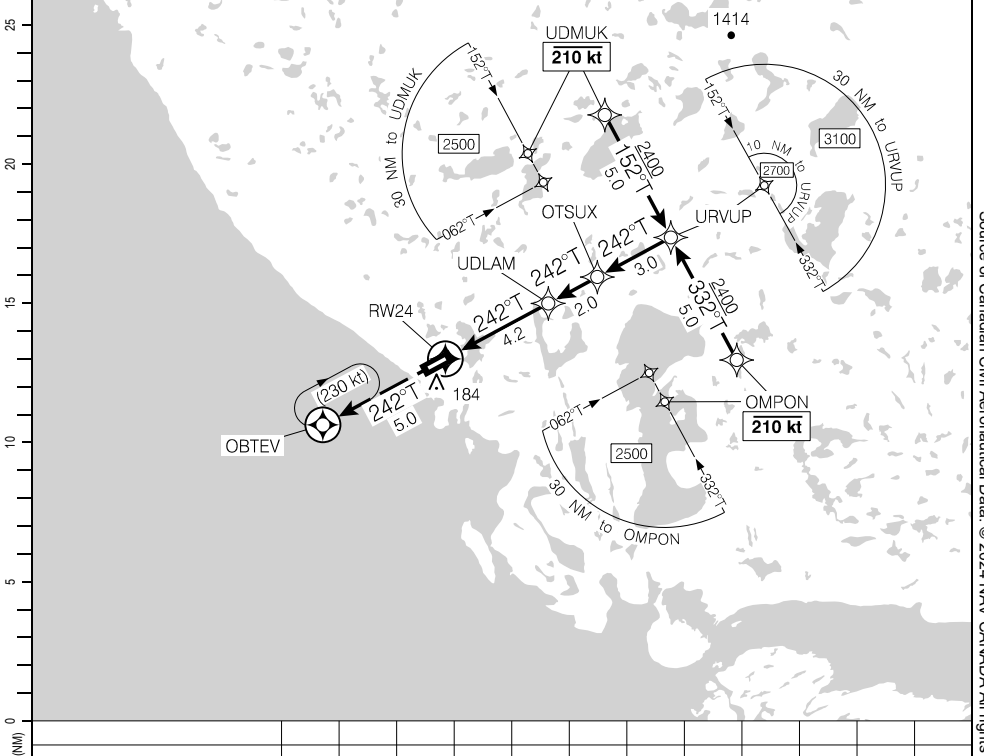 25
20
15
10
5
0
(NM)
1414
UDMUK
210 kt
152°T
30 NM to UDMUK
2500
062°T
152°T
2400
5.0
152°T
30 NM to URVUP
3100
10 NM to URVUP
2700
332°T
OTSUX
URVUP
242°T
3.0
UDLAM
242°T
2.0
RW24
242°T
4.2
332°T
2400
5.0
(230 kt)
242°T
5.0
184
OBTEV
OMPON
210 kt
062°T
2500
332°T
30 NM to OMPON
Source of Canadian Civil Aeronautical Data: © 2024 NAV CANADA All rights